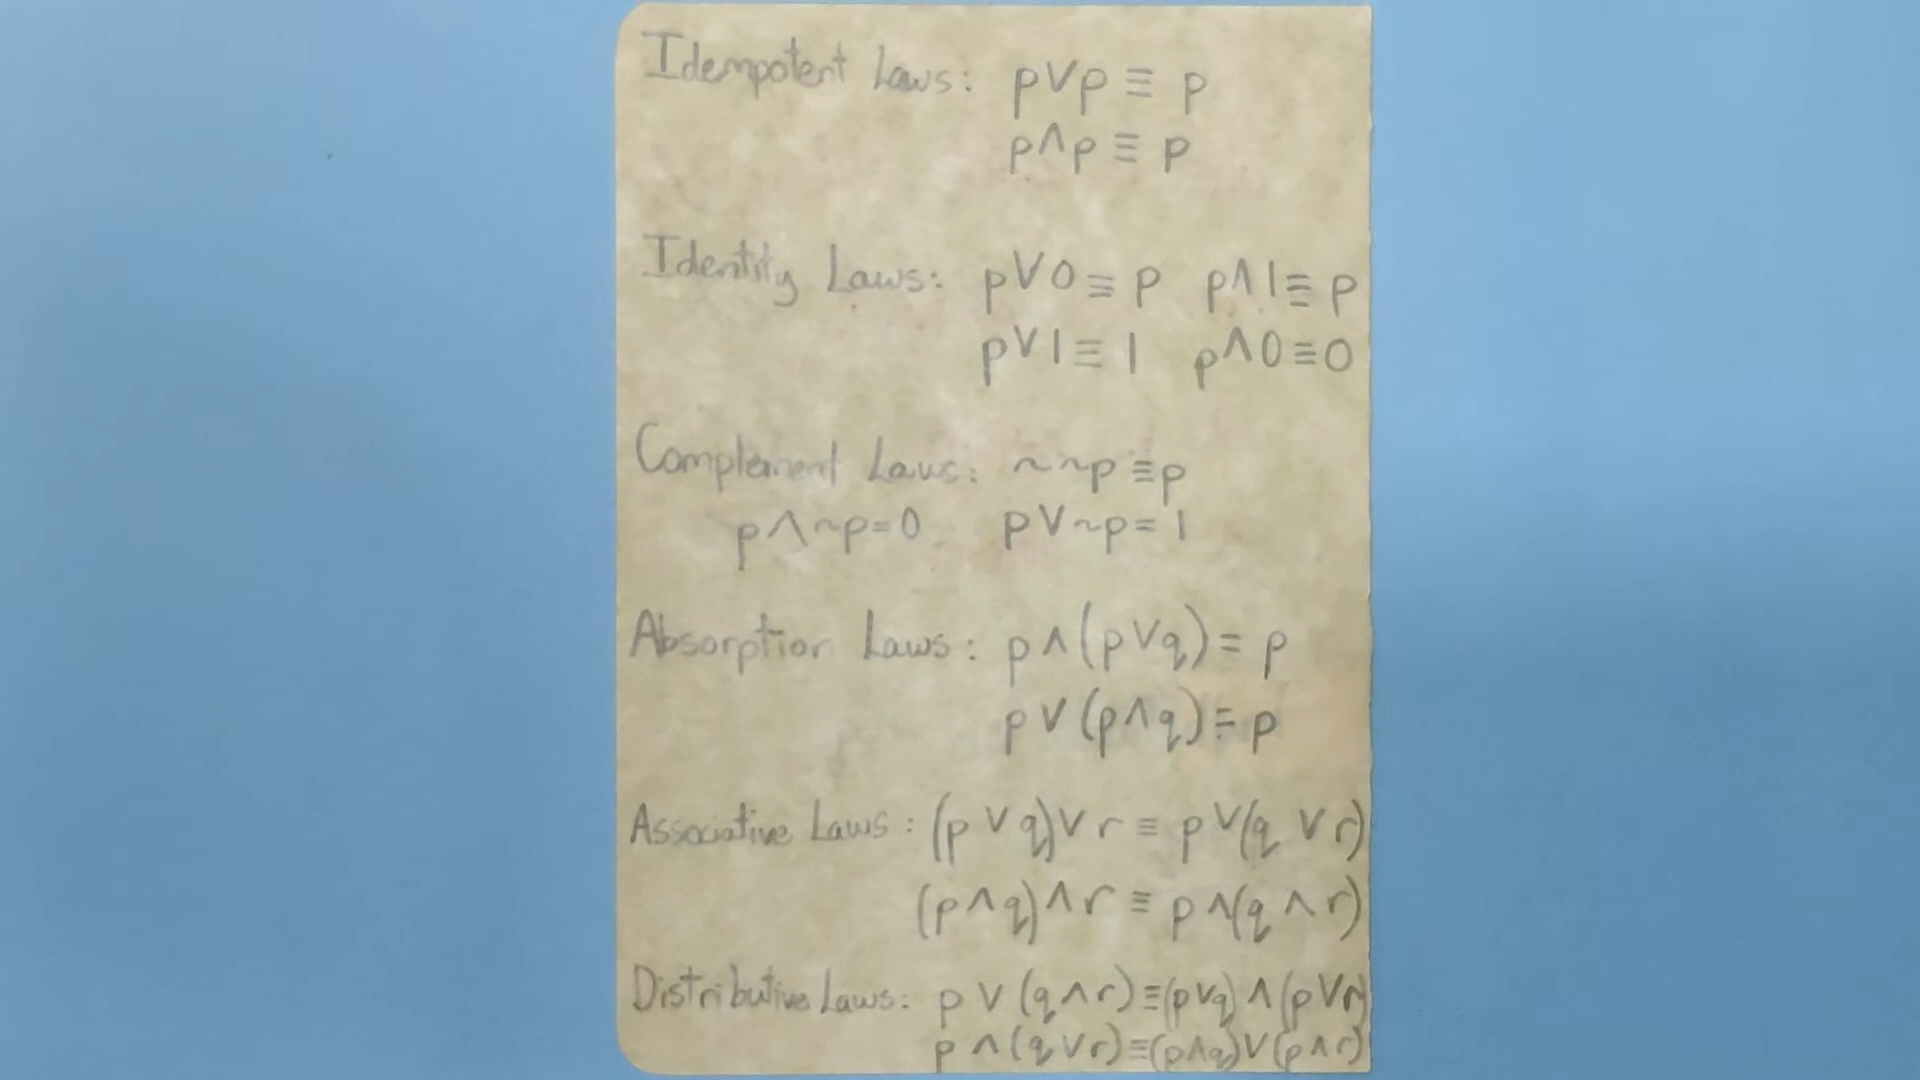 Idempotent Laws: p∨p ≡ p
p∧p ≡ p
Identity Laws: p∨0 ≡ p p∧1 ≡ p
p∨1 ≡ 1 p∧0 ≡ 0
Complement Laws: ~~p ≡ p
p∧~p=0 p∨~p=1
Absorption Laws: p∧(p∨q)= p
p∨(p∧q) ≡ p
Associative Laws: (p∨q)∨r ≡ p∨(q∨r)
(p∧q)∧r ≡ p∧(q∧r)
Distributive Laws: p∨(q∧r) ≡ (p∨q)∧(p∨r)
p∧(q∨r) ≡ (p∧q)∨(p∧r)